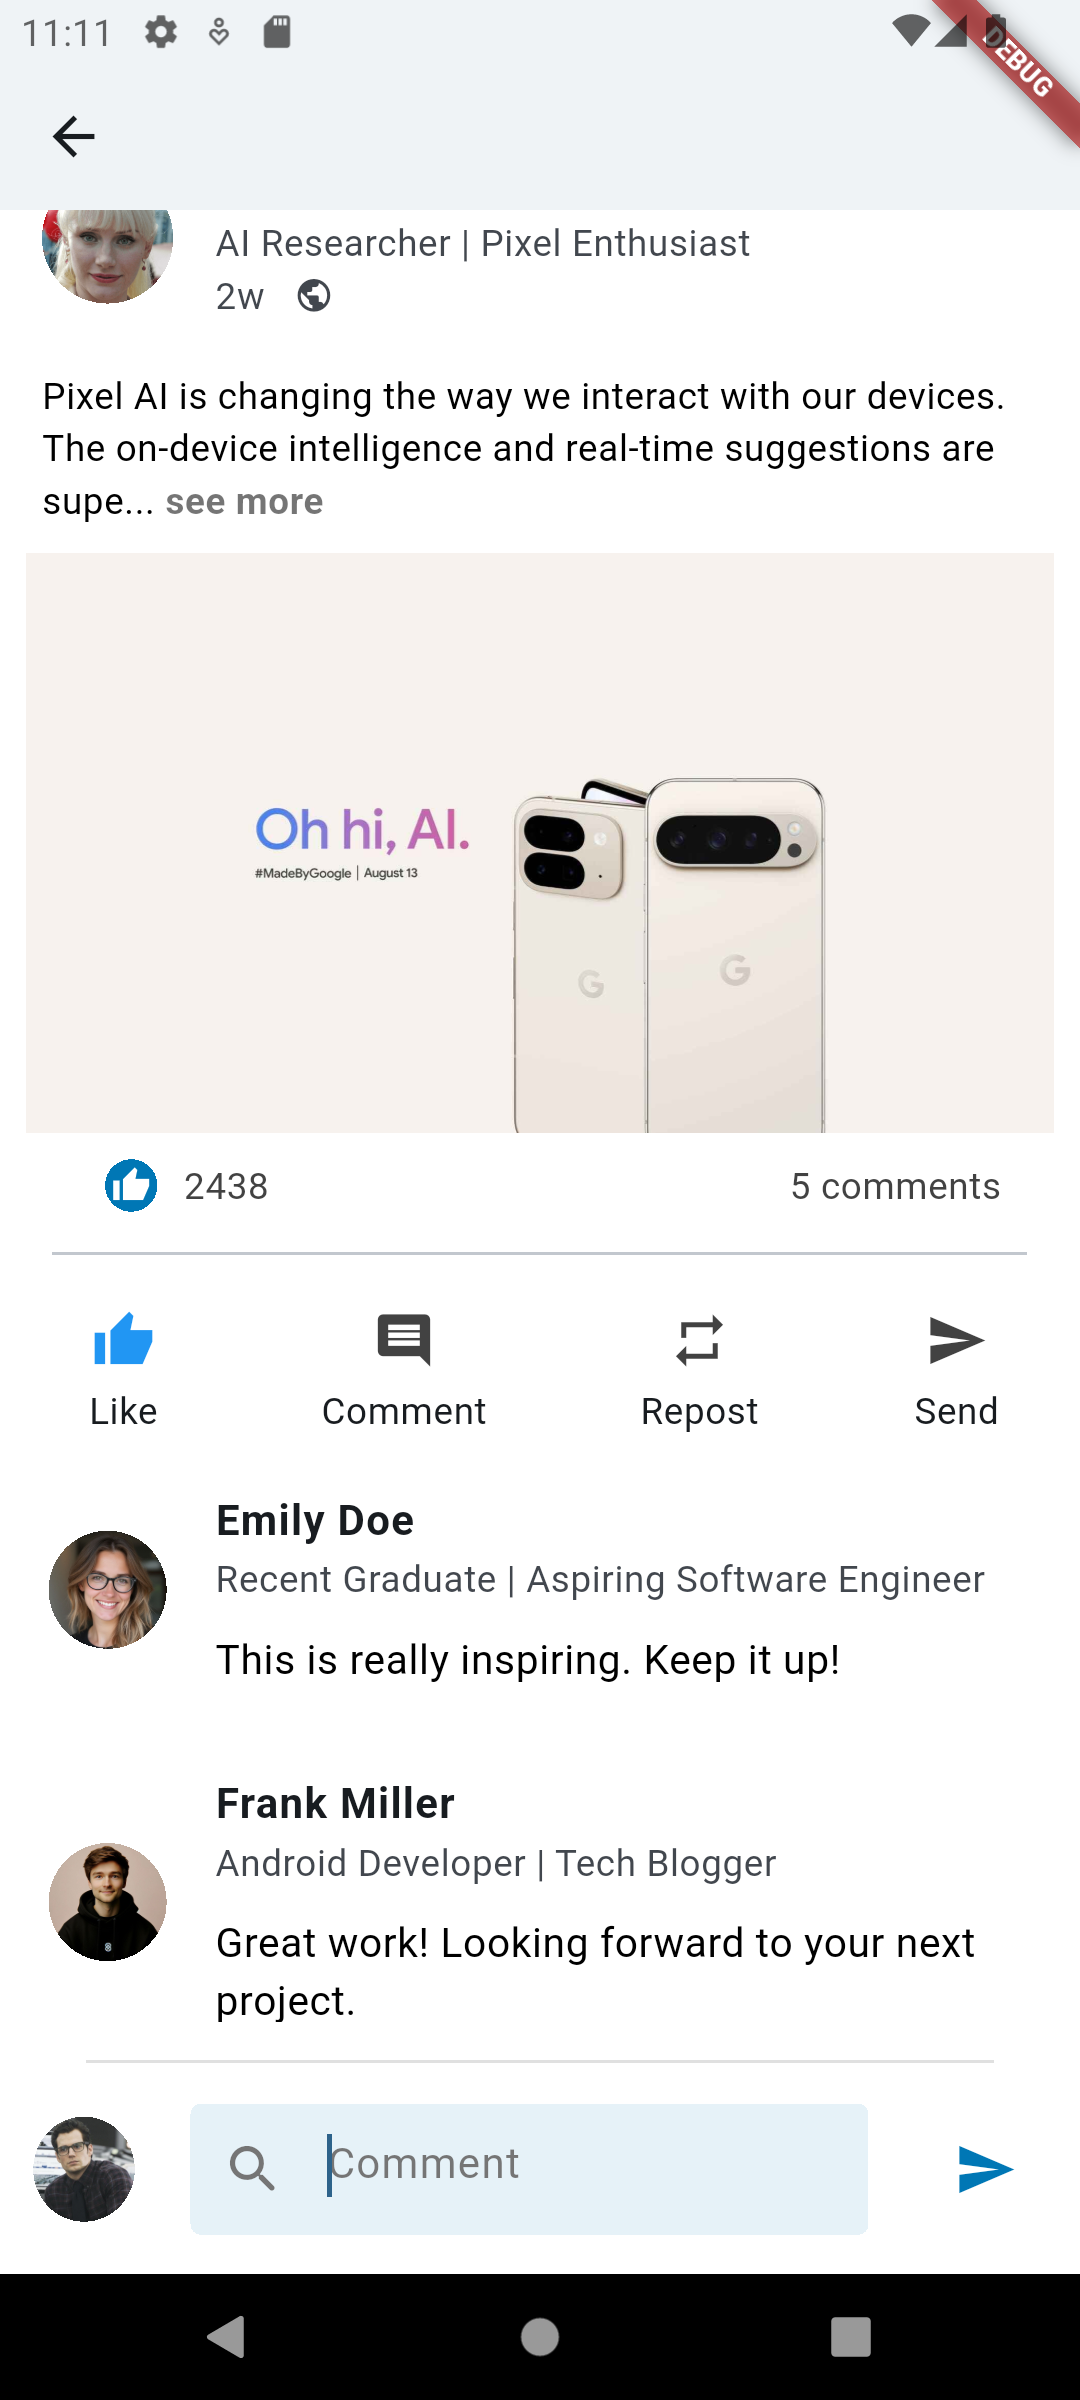 11:11
DEBUG
AI Researcher | Pixel Enthusiast
2w
Pixel AI is changing the way we interact with our devices.
The on-device intelligence and real-time suggestions are
supe... see more
Oh hi, AI.
#MadeByGoogle | August 13
G
G
2438
5 comments
Like
Comment
Repost
Send
Emily Doe
Recent Graduate | Aspiring Software Engineer
This is really inspiring. Keep it up!
Frank Miller
Android Developer | Tech Blogger
Great work! Looking forward to your next
project.
Comment